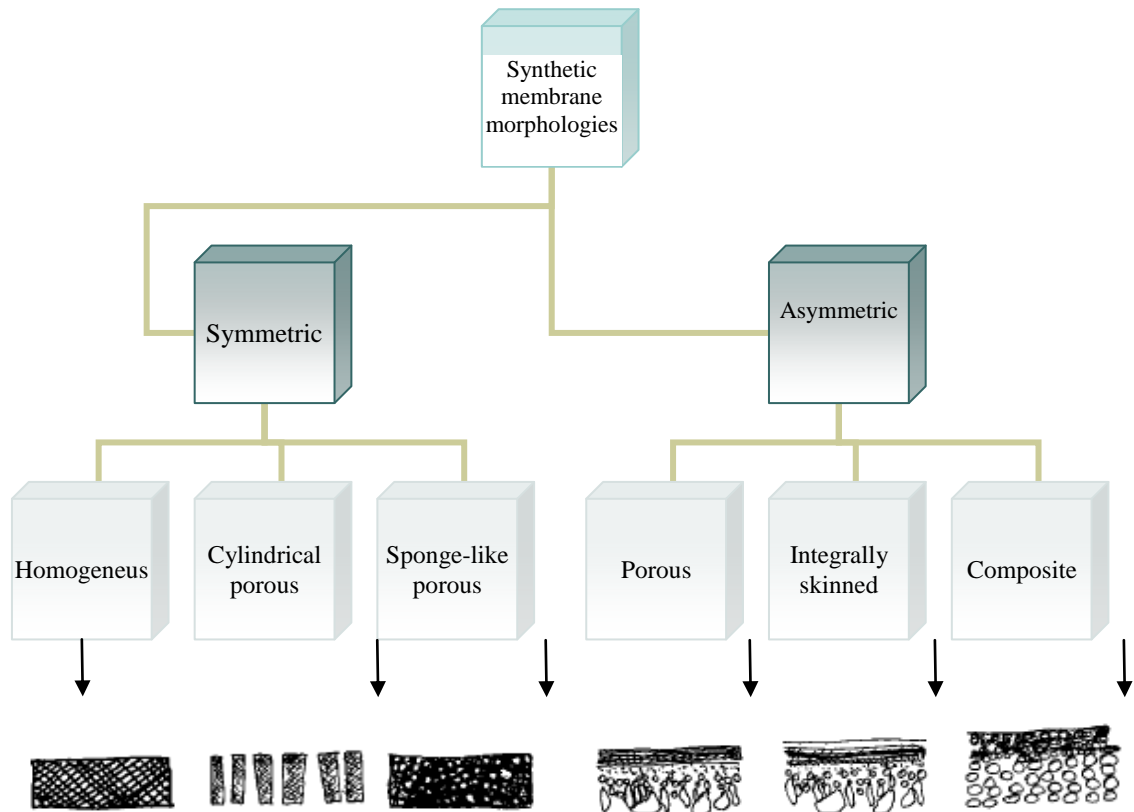 Synthetic
membrane
morphologies
Symmetric
Asymmetric
Homogeneus
Cylindrical
porous
Sponge-like
porous
Porous
Integrally
skinned
Composite